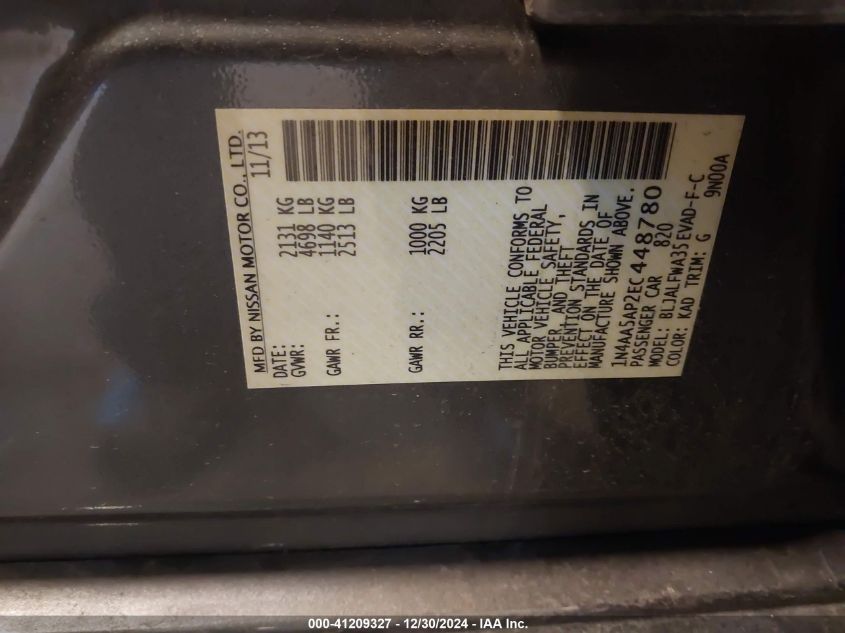 MFD BY NISSAN MOTOR CO., LTD.
DATE: 11/13
GVWR: 2131 KG
4698 LB
GAWR FR.: 1140 KG
2513 LB
GAWR RR.: 1000 KG
2205 LB
THIS VEHICLE CONFORMS TO
ALL APPLICABLE FEDERAL
MOTOR VEHICLE SAFETY,
BUMPER, AND THEFT
PREVENTION STANDARDS IN
EFFECT ON THE DATE OF
MANUFACTURE SHOWN ABOVE.
1N4AA5AP2EC448780
PASSENGER CAR 820
MODEL: BLJALFWA35EVAD-F-C
COLOR: KAD TRIM: G 9N00A
000-41209327 - 12/30/2024 - IAA Inc.